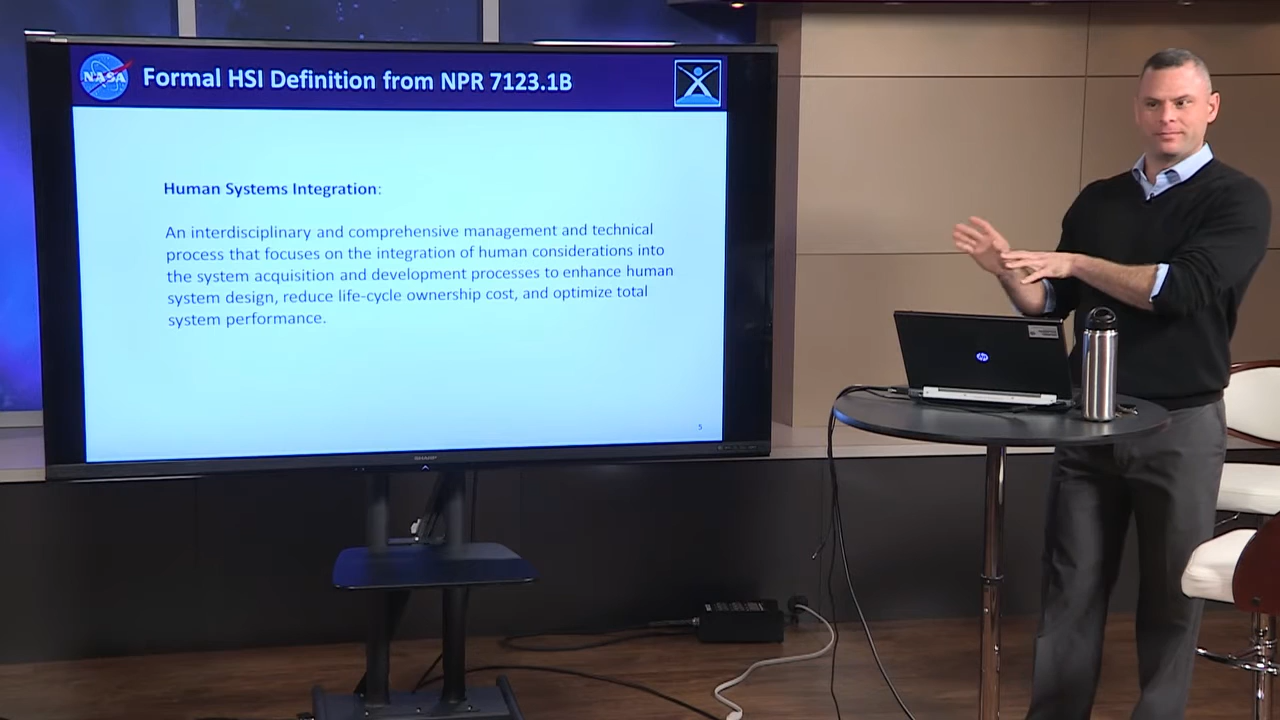 NASA
Formal HSI Definition from NPR 7123.1B
Human Systems Integration:
An interdisciplinary and comprehensive management and technical
process that focuses on the integration of human considerations into
the system acquisition and development processes to enhance human
system design, reduce life-cycle ownership cost, and optimize total
system performance.
5
SHARP
hp